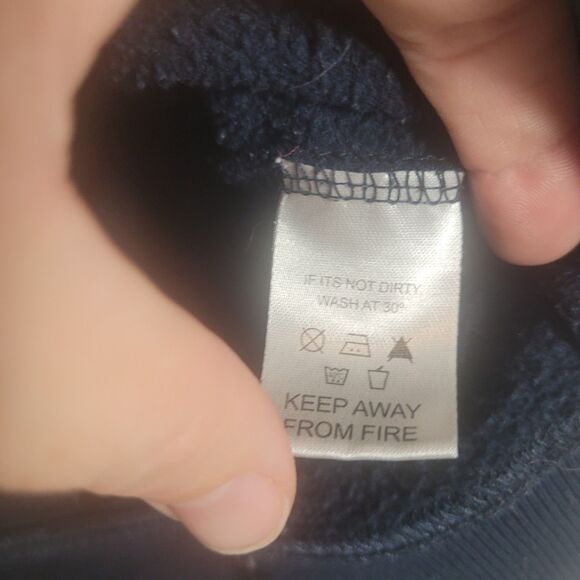 IF ITS NOT DIRTY,
WASH AT 30°
KEEP AWAY
FROM FIRE